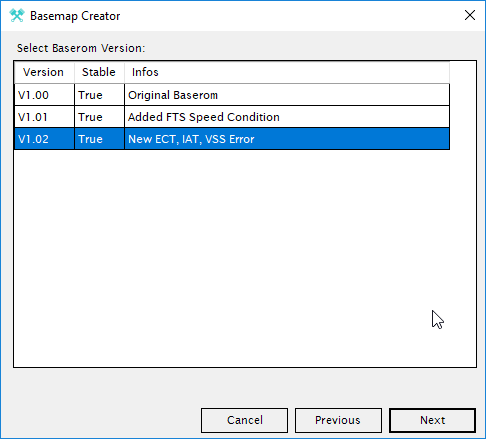 Basemap Creator
Select Baserom Version:
Version Stable Infos
V1.00 True Original Baserom
V1.01 True Added FTS Speed Condition
V1.02 True New ECT, IAT, VSS Error
Cancel Previous Next